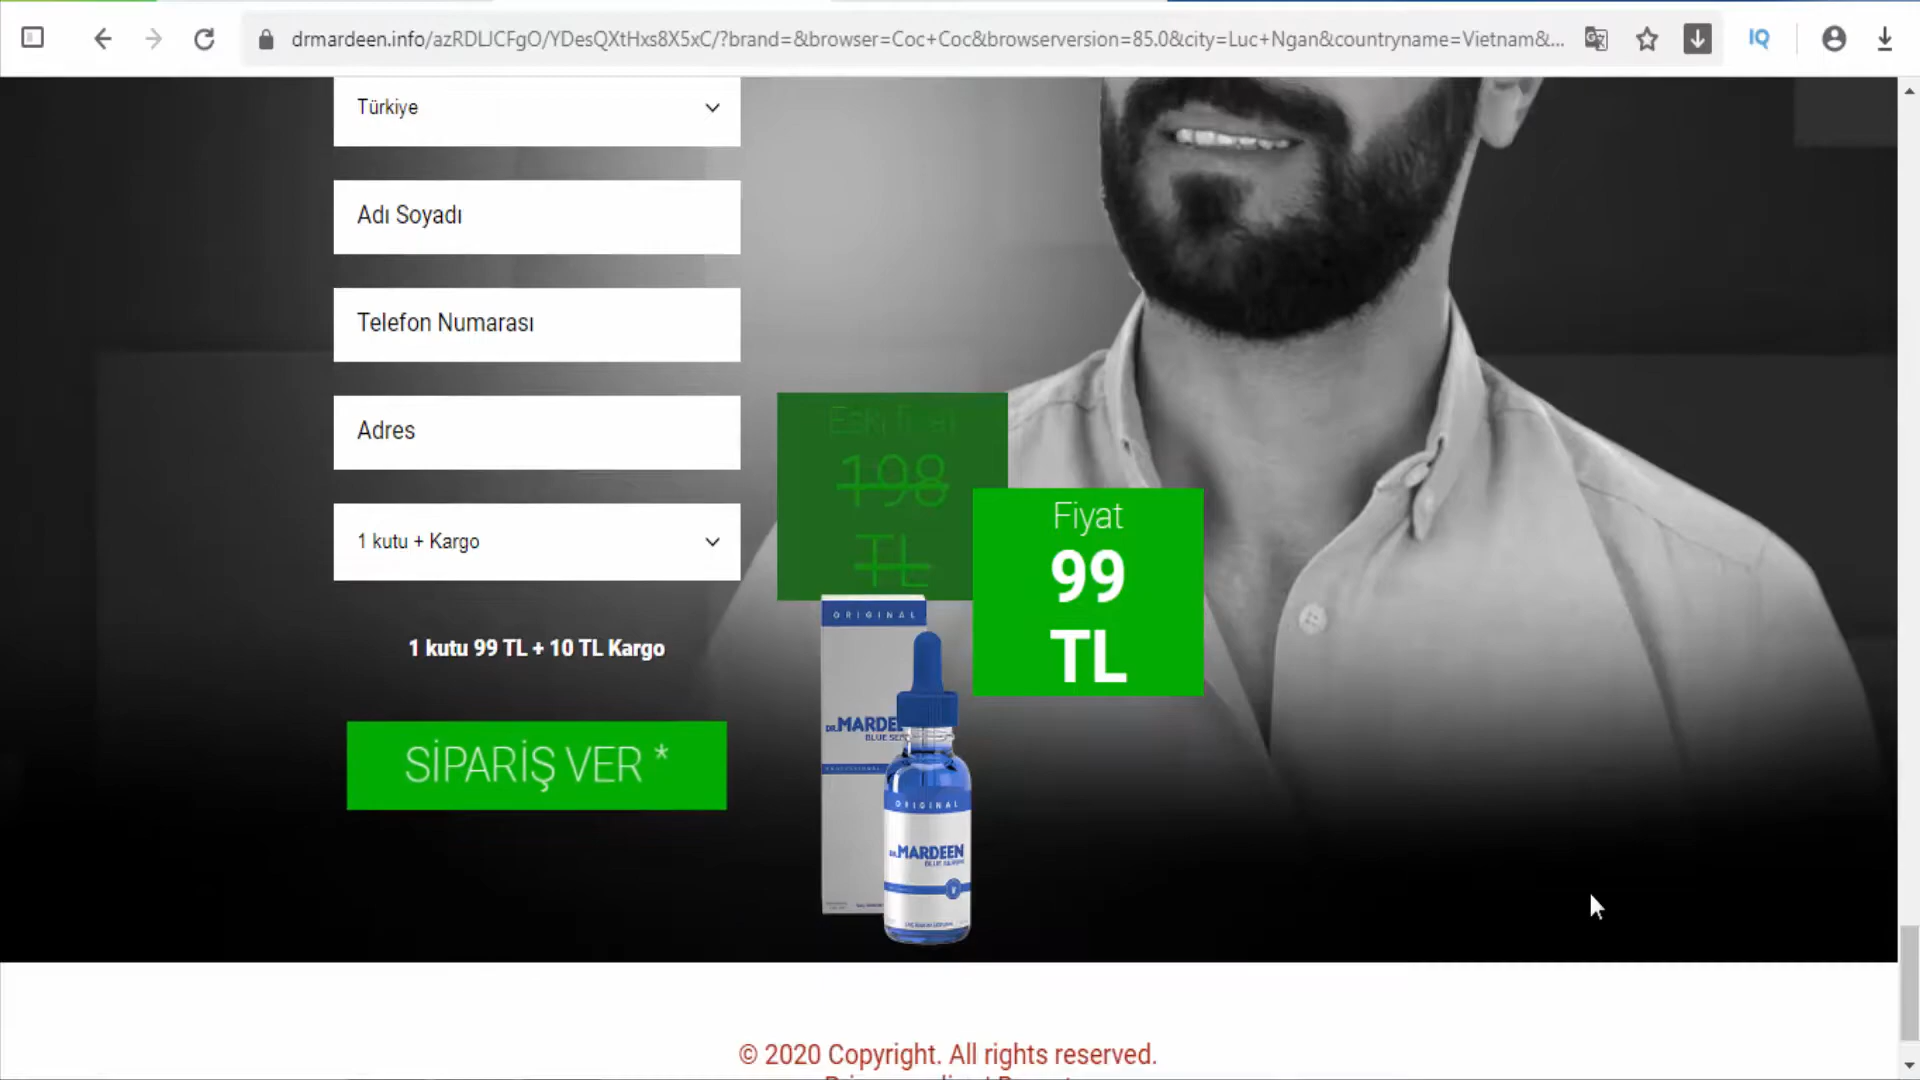 drmardeen.info/azRDLJCFgO/YDesQXtHxs8X5xC/?brand=&browser=Coc+Coc&browserversion=85.0&city=Luc+Ngan&countryname=Vietnam&...
IQ
Türkiye
Adı Soyadı
Telefon Numarası
Adres
1 kutu + Kargo
1 kutu 99 TL + 10 TL Kargo
SİPARİŞ VER *
Eski fiyat
198
TL
Fiyat
99
TL
ORIGINAL
DR.MARDE
BLUE SE
PROFESSIONAL
ORIGINAL
DR.MARDEEN
BLUE SERUM
© 2020 Copyright. All rights reserved.